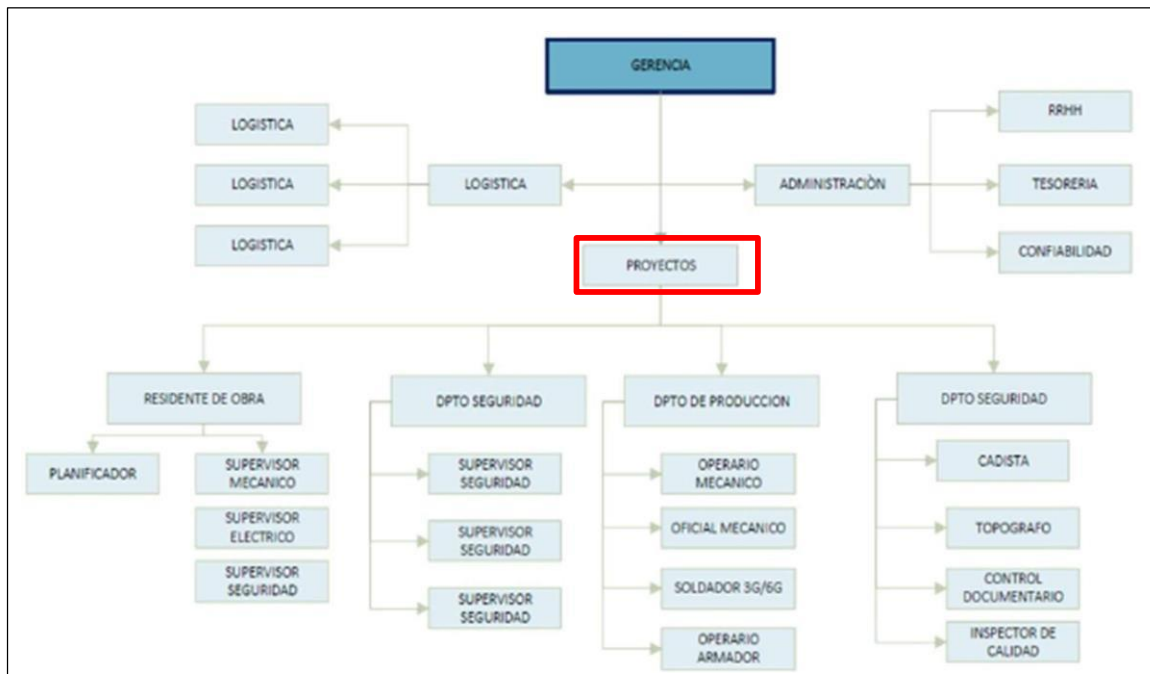 GERENCIA
LOGISTICA
LOGISTICA
LOGISTICA
LOGISTICA
ADMINISTRACIÒN
RRHH
TESORERIA
CONFIABILIDAD
PROYECTOS
RESIDENTE DE OBRA
PLANIFICADOR
SUPERVISOR
MECANICO
SUPERVISOR
ELECTRICO
SUPERVISOR
SEGURIDAD
DPTO SEGURIDAD
SUPERVISOR
SEGURIDAD
SUPERVISOR
SEGURIDAD
SUPERVISOR
SEGURIDAD
DPTO DE PRODUCCION
OPERARIO
MECANICO
OFICIAL MECANICO
SOLDADOR 3G/6G
OPERARIO
ARMADOR
DPTO SEGURIDAD
CADISTA
TOPOGRAFO
CONTROL
DOCUMENTARIO
INSPECTOR DE
CALIDAD